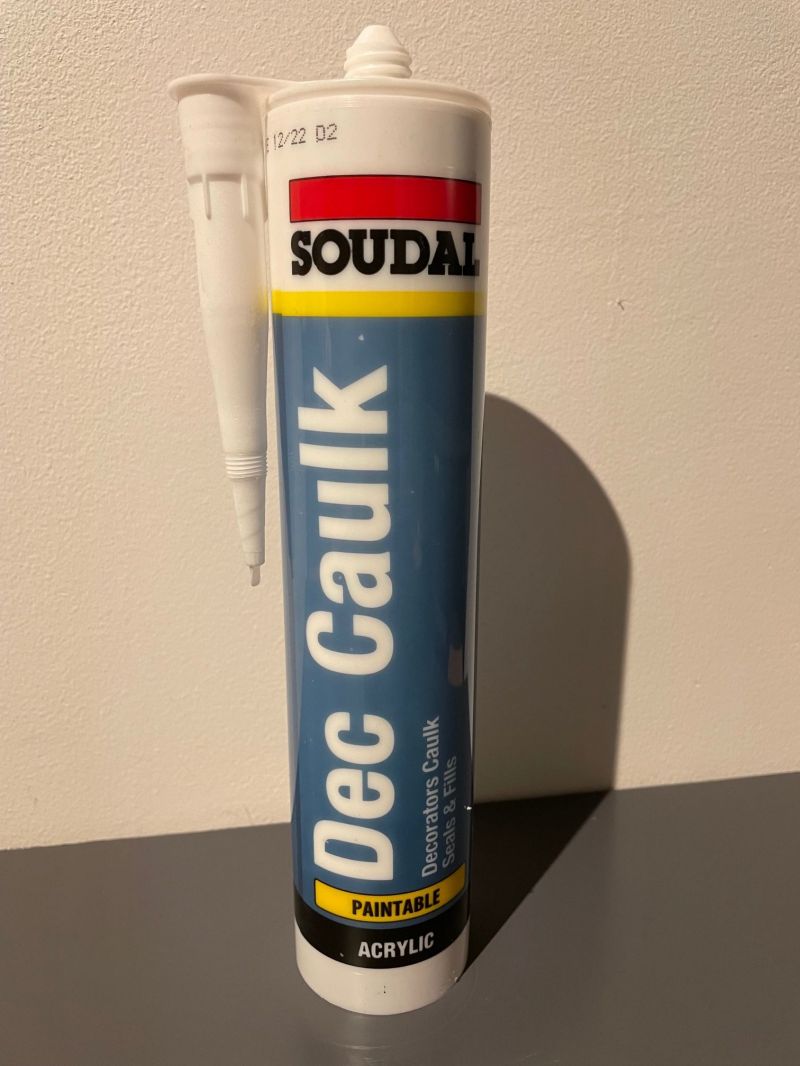 E 12/22 D2
SOUDAL
Dec Caulk
Decorators Caulk
Seals & Fills
PAINTABLE
ACRYLIC